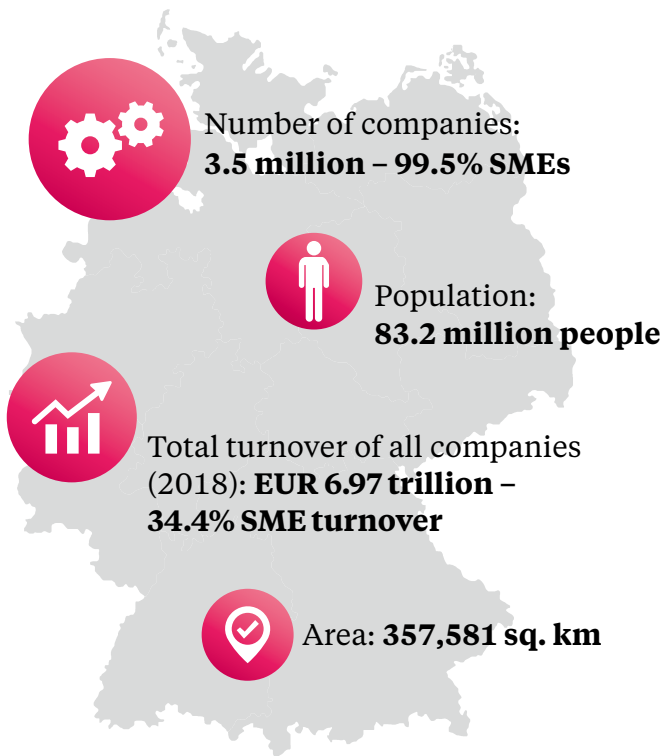 Number of companies:
3.5 million – 99.5% SMEs
Population:
83.2 million people
Total turnover of all companies
(2018): EUR 6.97 trillion –
34.4% SME turnover
Area: 357,581 sq. km